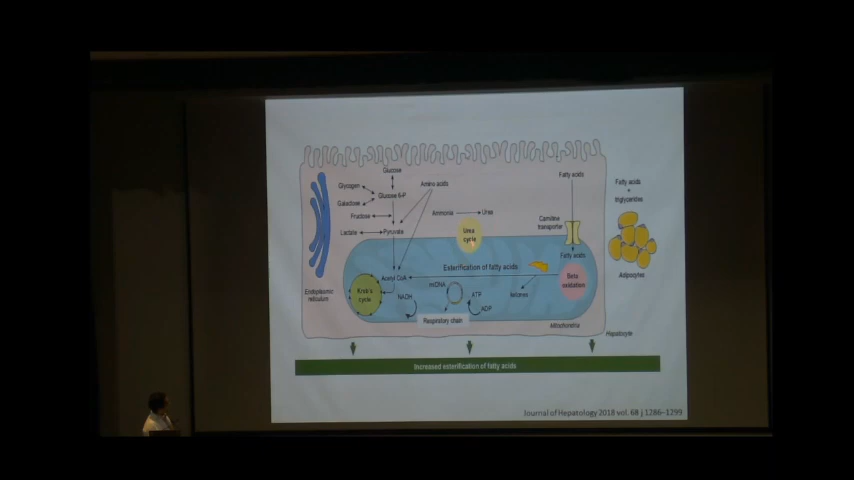 Glucose
Glycogen
Glucose 6-P
Galactose
Fructose
Lactate
Pyruvate
Amino acids
Ammonia
Urea
Urea
cycle
Fatty acids
Carnitine
transporter
Fatty acids
Fatty acids
+
triglycerides
Adipocytes
Endoplasmic
reticulum
Acetyl CoA
Esterification of fatty acids
Beta
oxidation
Kreb's
cycle
NADH
mDNA
ATP
ADP
ketones
Respiratory chain
Mitochondria
Hepatocyte
Increased esterification of fatty acids
Journal of Hepatology 2018 vol. 68 j 1286–1299